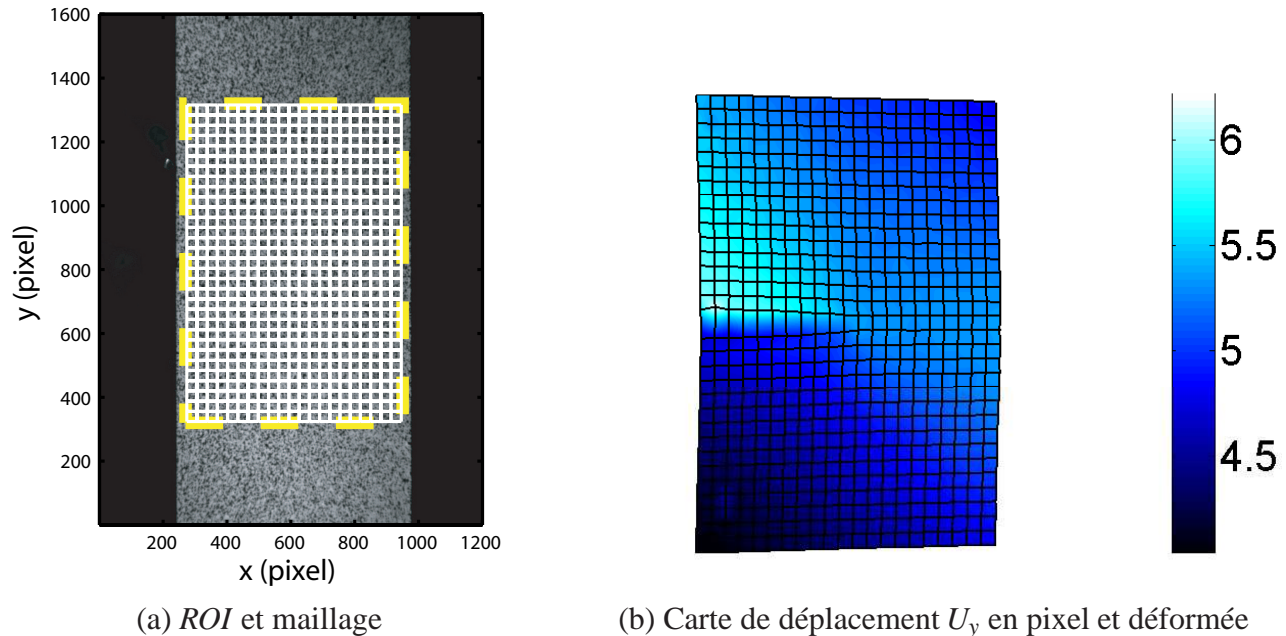 1600
1400
1200
1000
800
600
400
200
y (pixel)
200 400 600 800 1000 1200
x (pixel)
6
5.5
5
4.5
(a) ROI et maillage
(b) Carte de déplacement Uy en pixel et déformée